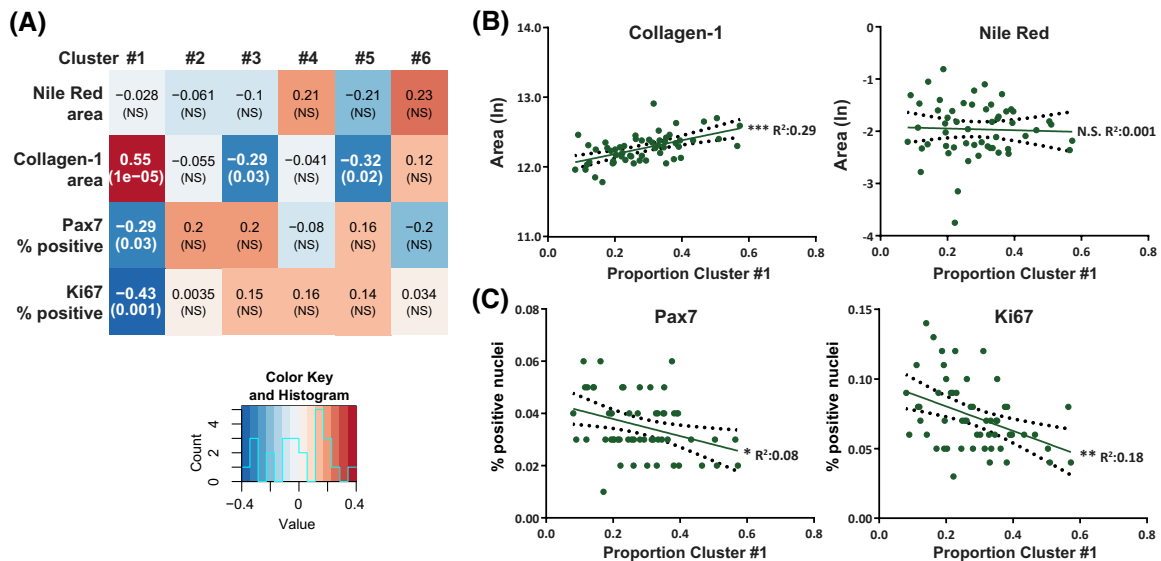 (A)
Cluster #1 #2 #3 #4 #5 #6
Nile Red
area
−0.028 −0.061 −0.1 0.21 −0.21 0.23
(NS) (NS) (NS) (NS) (NS) (NS)
Collagen-1
area
0.55 −0.055 −0.29 −0.041 −0.32 0.12
(1e−05) (NS) (0.03) (NS) (0.02) (NS)
Pax7
% positive
−0.29 0.2 0.2 −0.08 0.16 −0.2
(0.03) (NS) (NS) (NS) (NS) (NS)
Ki67
% positive
−0.43 0.0035 0.15 0.16 0.14 0.034
(0.001) (NS) (NS) (NS) (NS) (NS)
Color Key
and Histogram
Count
0 2 4
−0.4 0 0.4
Value
(B)
Collagen-1
Area (ln)
14.0
13.0
12.0
11.0
*** R²:0.29
0.0 0.2 0.4 0.6 0.8
Proportion Cluster #1
Nile Red
Area (ln)
0
-1
-2
-3
-4
N.S. R²:0.001
0.0 0.2 0.4 0.6 0.8
Proportion Cluster #1
(C)
Pax7
% positive nuclei
0.08
0.06
0.04
0.02
0.00
* R²:0.08
0.0 0.2 0.4 0.6 0.8
Proportion Cluster #1
Ki67
% positive nuclei
0.15
0.10
0.05
0.00
** R²:0.18
0.0 0.2 0.4 0.6 0.8
Proportion Cluster #1